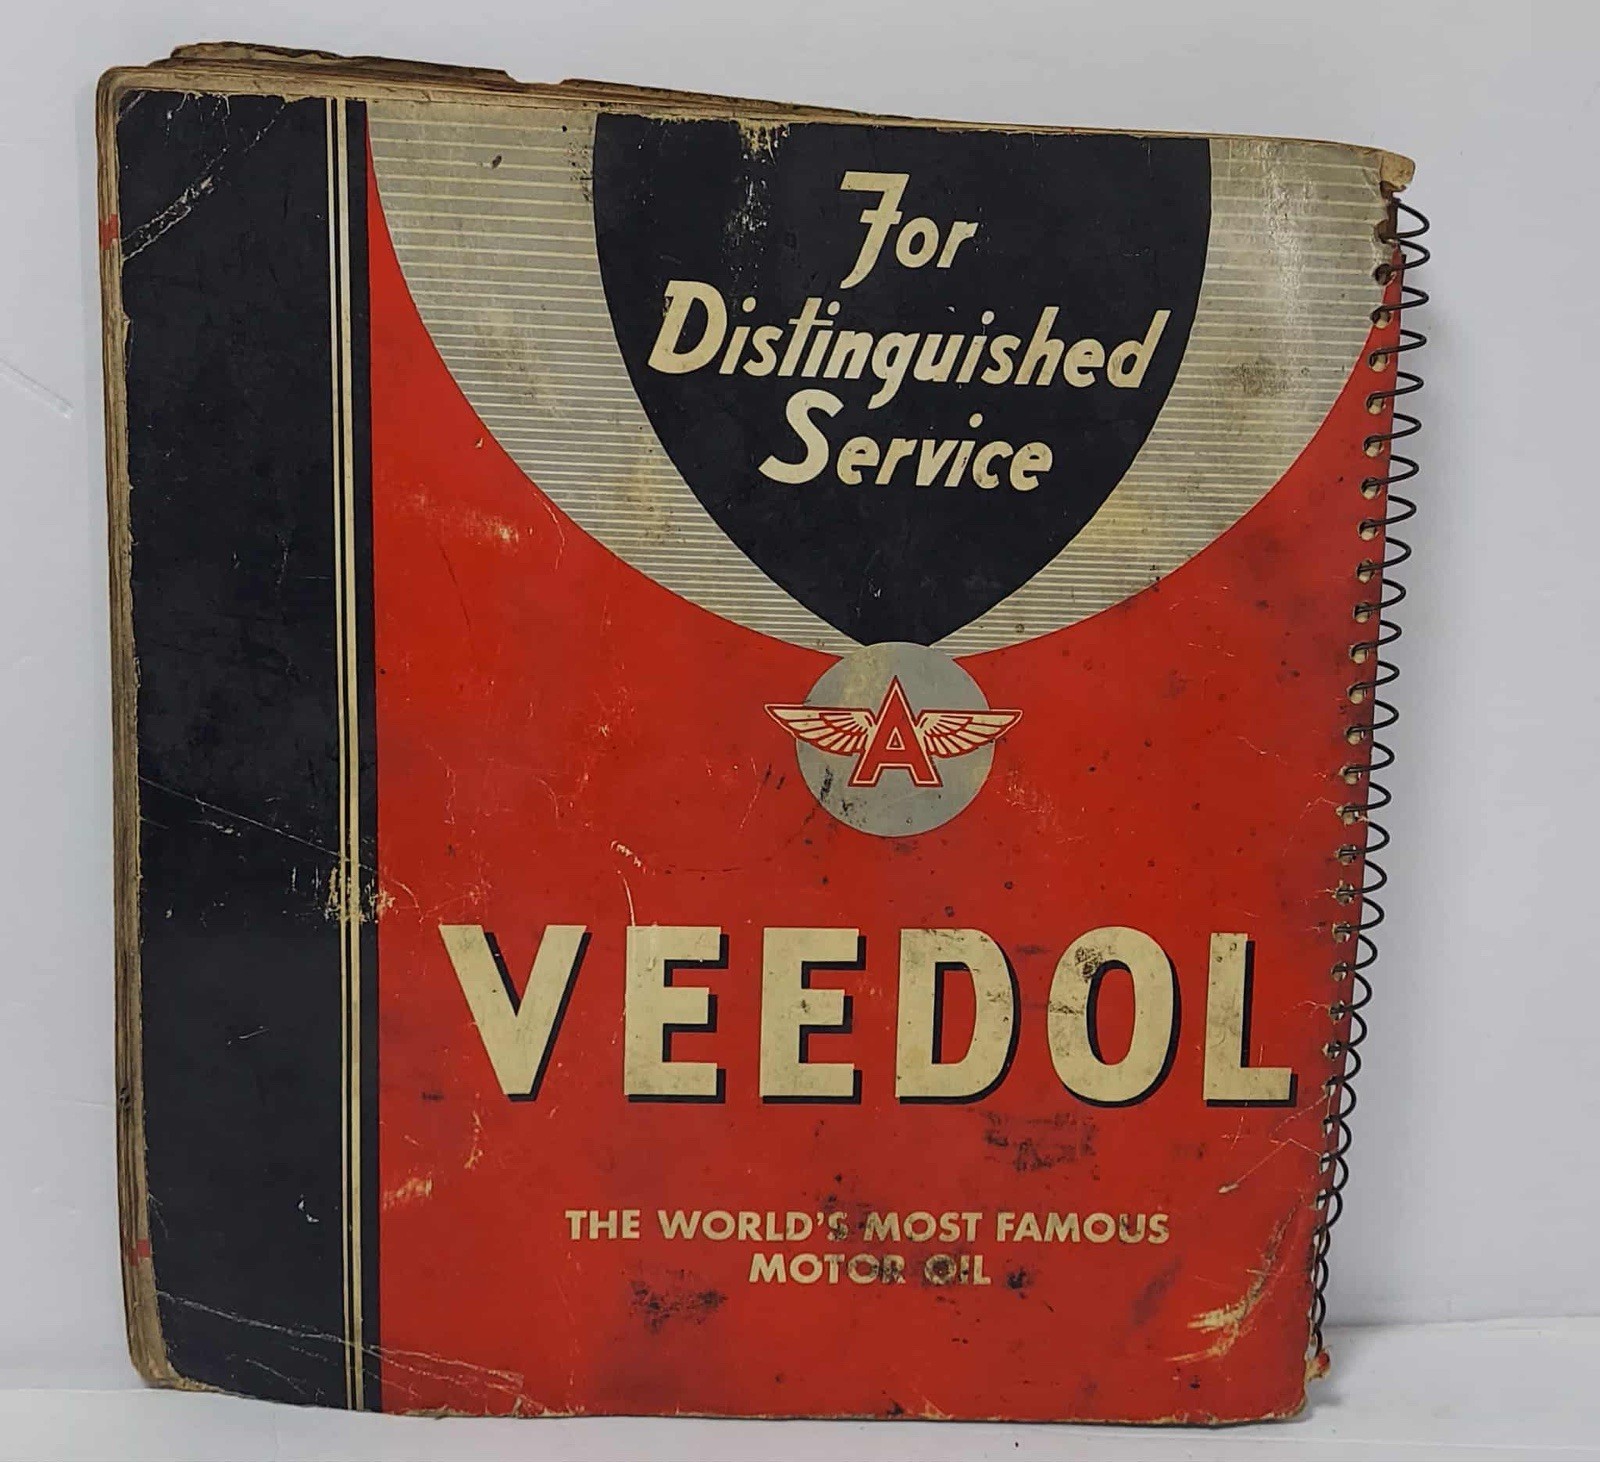 For
Distinguished
Service
A
VEEDOL
THE WORLD'S MOST FAMOUS
MOTOR OIL